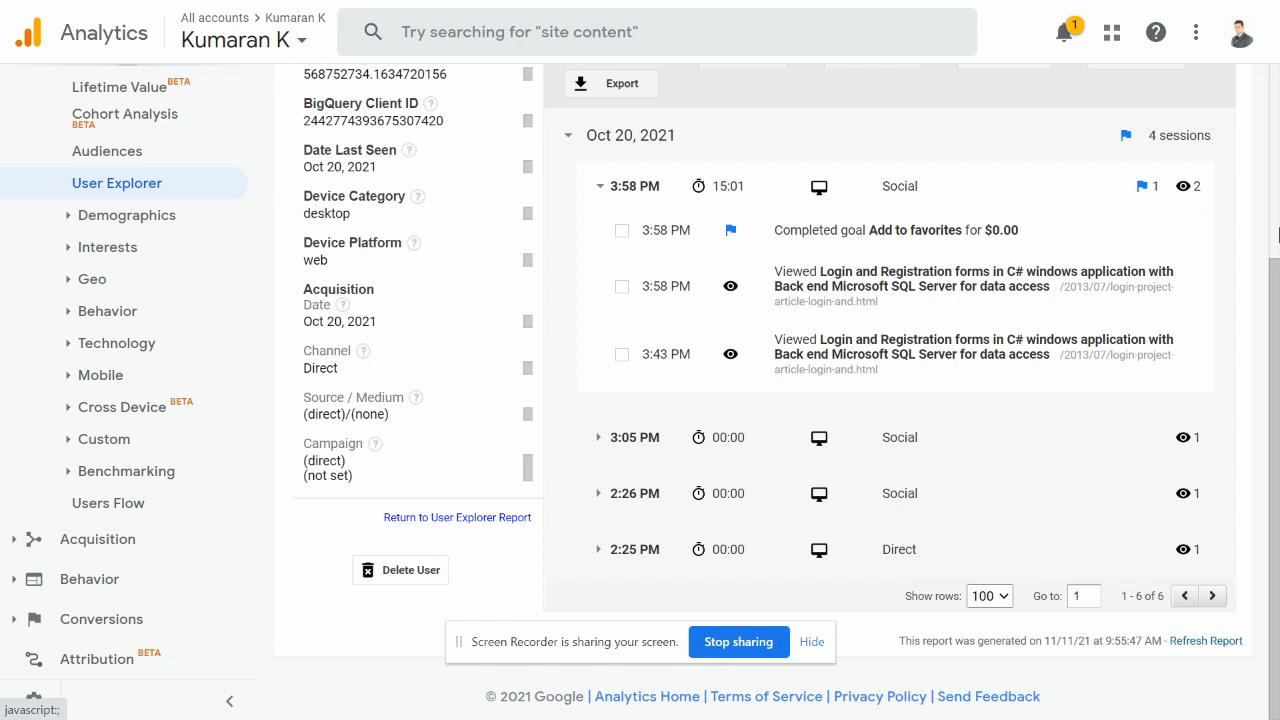 Analytics
All accounts > Kumaran K
Kumaran K
Try searching for "site content"
1
Lifetime Value BETA
Cohort Analysis
BETA
Audiences
User Explorer
Demographics
Interests
Geo
Behavior
Technology
Mobile
Cross Device BETA
Custom
Benchmarking
Users Flow
Acquisition
Behavior
Conversions
Attribution BETA
javascript:;
568752734.1634720156
BigQuery Client ID ?
2442774393675307420
Date Last Seen ?
Oct 20, 2021
Device Category ?
desktop
Device Platform ?
web
Acquisition
Date ?
Oct 20, 2021
Channel ?
Direct
Source / Medium ?
(direct)/(none)
Campaign ?
(direct)
(not set)
Return to User Explorer Report
Delete User
Export
Oct 20, 2021 4 sessions
3:58 PM 15:01 Social 1 2
3:58 PM Completed goal Add to favorites for $0.00
3:58 PM Viewed Login and Registration forms in C# windows application with
Back end Microsoft SQL Server for data access /2013/07/login-project-
article-login-and.html
3:43 PM Viewed Login and Registration forms in C# windows application with
Back end Microsoft SQL Server for data access /2013/07/login-project-
article-login-and.html
3:05 PM 00:00 Social 1
2:26 PM 00:00 Social 1
2:25 PM 00:00 Direct 1
Show rows: 100 Go to: 1 1 - 6 of 6
Screen Recorder is sharing your screen. Stop sharing Hide
This report was generated on 11/11/21 at 9:55:47 AM - Refresh Report
© 2021 Google | Analytics Home | Terms of Service | Privacy Policy | Send Feedback